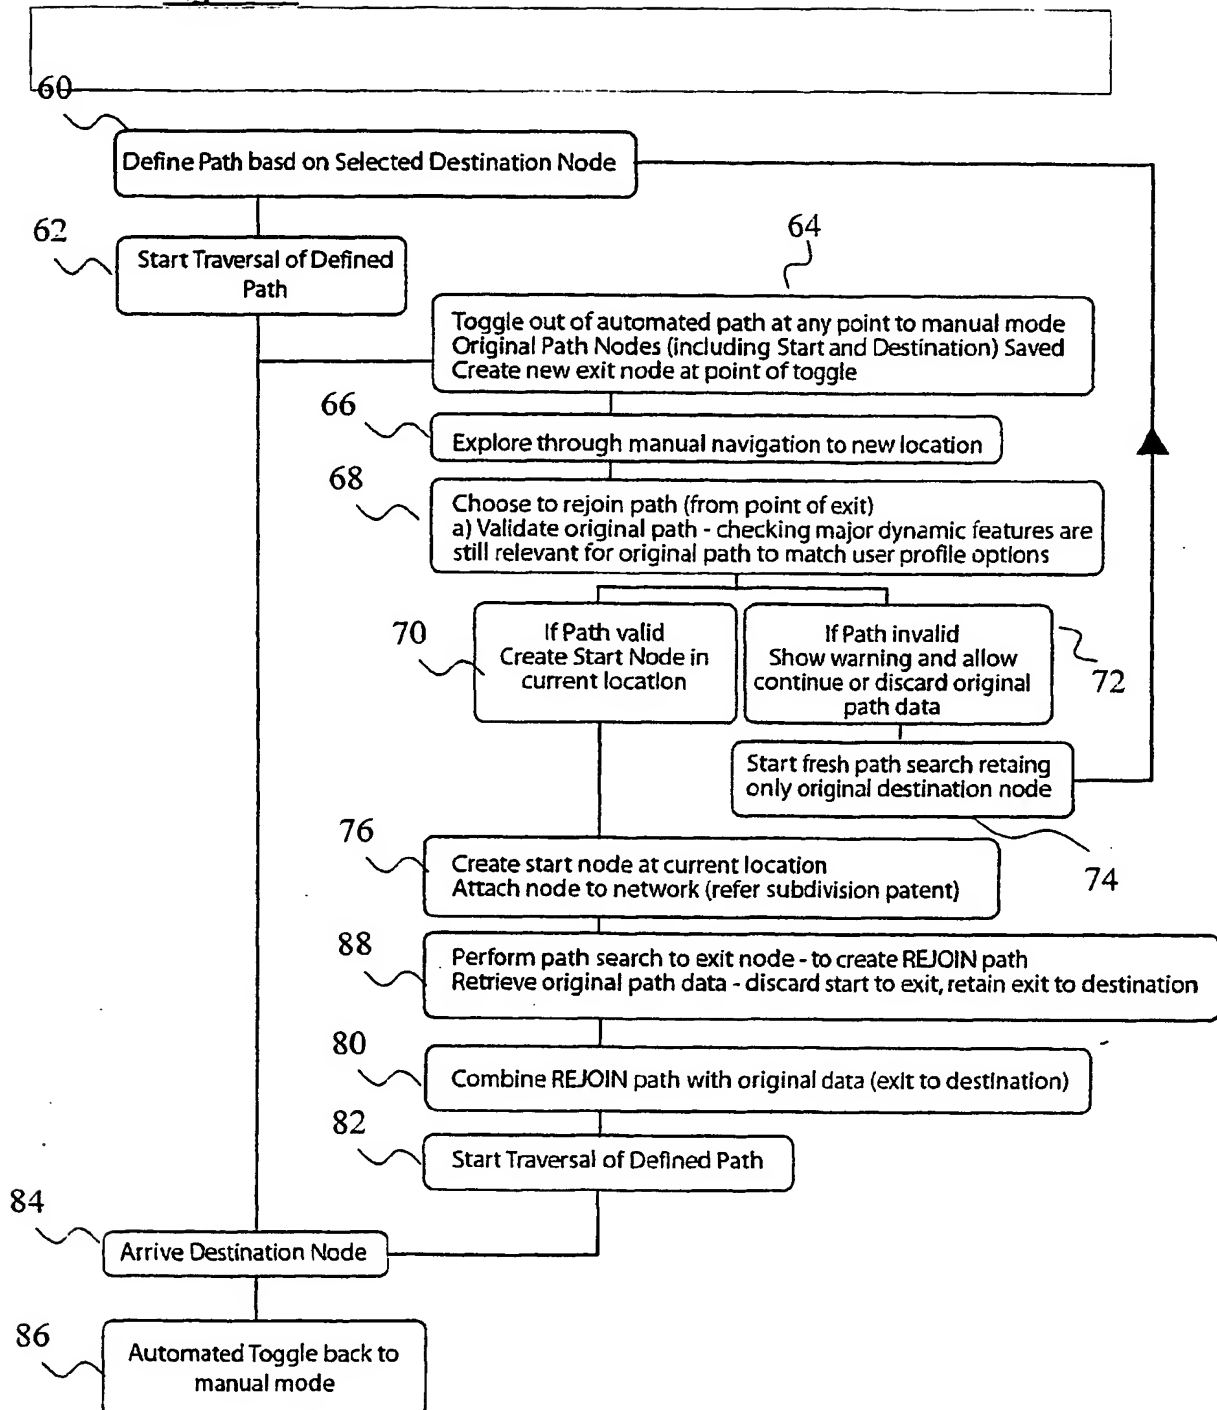 60
Define Path basd on Selected Destination Node
62
Start Traversal of Defined
Path
64
Toggle out of automated path at any point to manual mode
Original Path Nodes (including Start and Destination) Saved
Create new exit node at point of toggle
66
Explore through manual navigation to new location
68
Choose to rejoin path (from point of exit)
a) Validate original path - checking major dynamic features are
still relevant for original path to match user profile options
70
If Path valid
Create Start Node in
current location
If Path invalid
Show warning and allow
continue or discard original
path data
72
Start fresh path search retaing
only original destination node
74
76
Create start node at current location
Attach node to network (refer subdivision patent)
88
Perform path search to exit node - to create REJOIN path
Retrieve original path data - discard start to exit, retain exit to destination
80
Combine REJOIN path with original data (exit to destination)
82
Start Traversal of Defined Path
84
Arrive Destination Node
86
Automated Toggle back to
manual mode